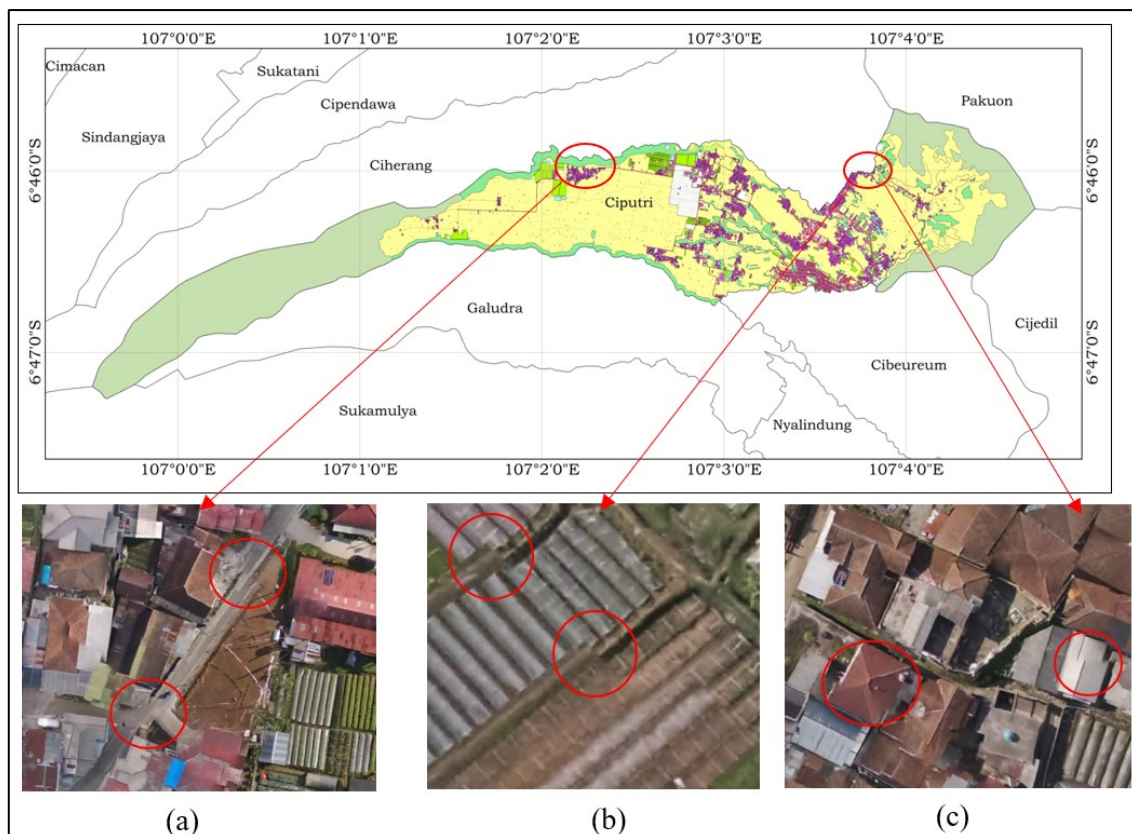 107°0'0"E 107°1'0"E 107°2'0"E 107°3'0"E 107°4'0"E
Cimacan
Sukatani
Cipendawa
Pakuon
Sindangjaya
Ciherang
6°46'0"S
6°46'0"S
Ciputri
Galudra
Cijedil
6°47'0"S
6°47'0"S
Cibeureum
Sukamulya
Nyalindung
107°0'0"E 107°1'0"E 107°2'0"E 107°3'0"E 107°4'0"E
(a) (b) (c)